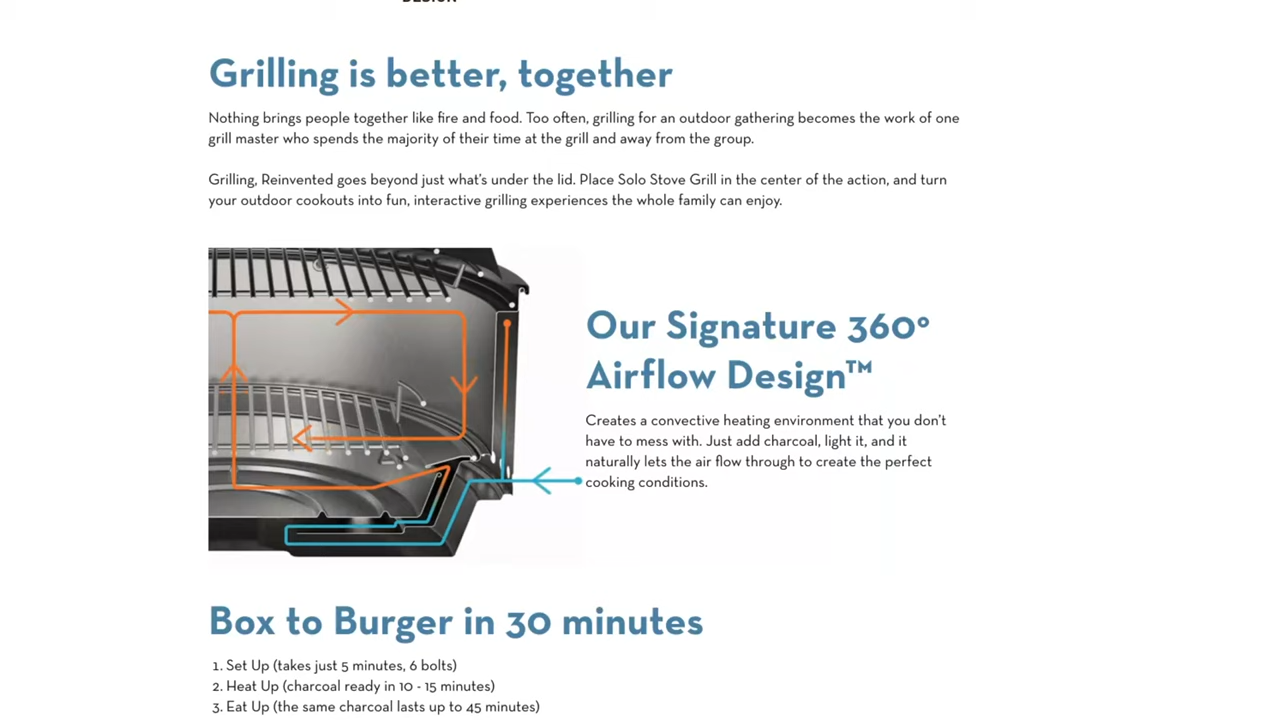 DESIGN
Grilling is better, together
Nothing brings people together like fire and food. Too often, grilling for an outdoor gathering becomes the work of one
grill master who spends the majority of their time at the grill and away from the group.
Grilling, Reinvented goes beyond just what's under the lid. Place Solo Stove Grill in the center of the action, and turn
your outdoor cookouts into fun, interactive grilling experiences the whole family can enjoy.
Our Signature 360°
Airflow Design™
Creates a convective heating environment that you don't
have to mess with. Just add charcoal, light it, and it
naturally lets the air flow through to create the perfect
cooking conditions.
Box to Burger in 30 minutes
1. Set Up (takes just 5 minutes, 6 bolts)
2. Heat Up (charcoal ready in 10 - 15 minutes)
3. Eat Up (the same charcoal lasts up to 45 minutes)